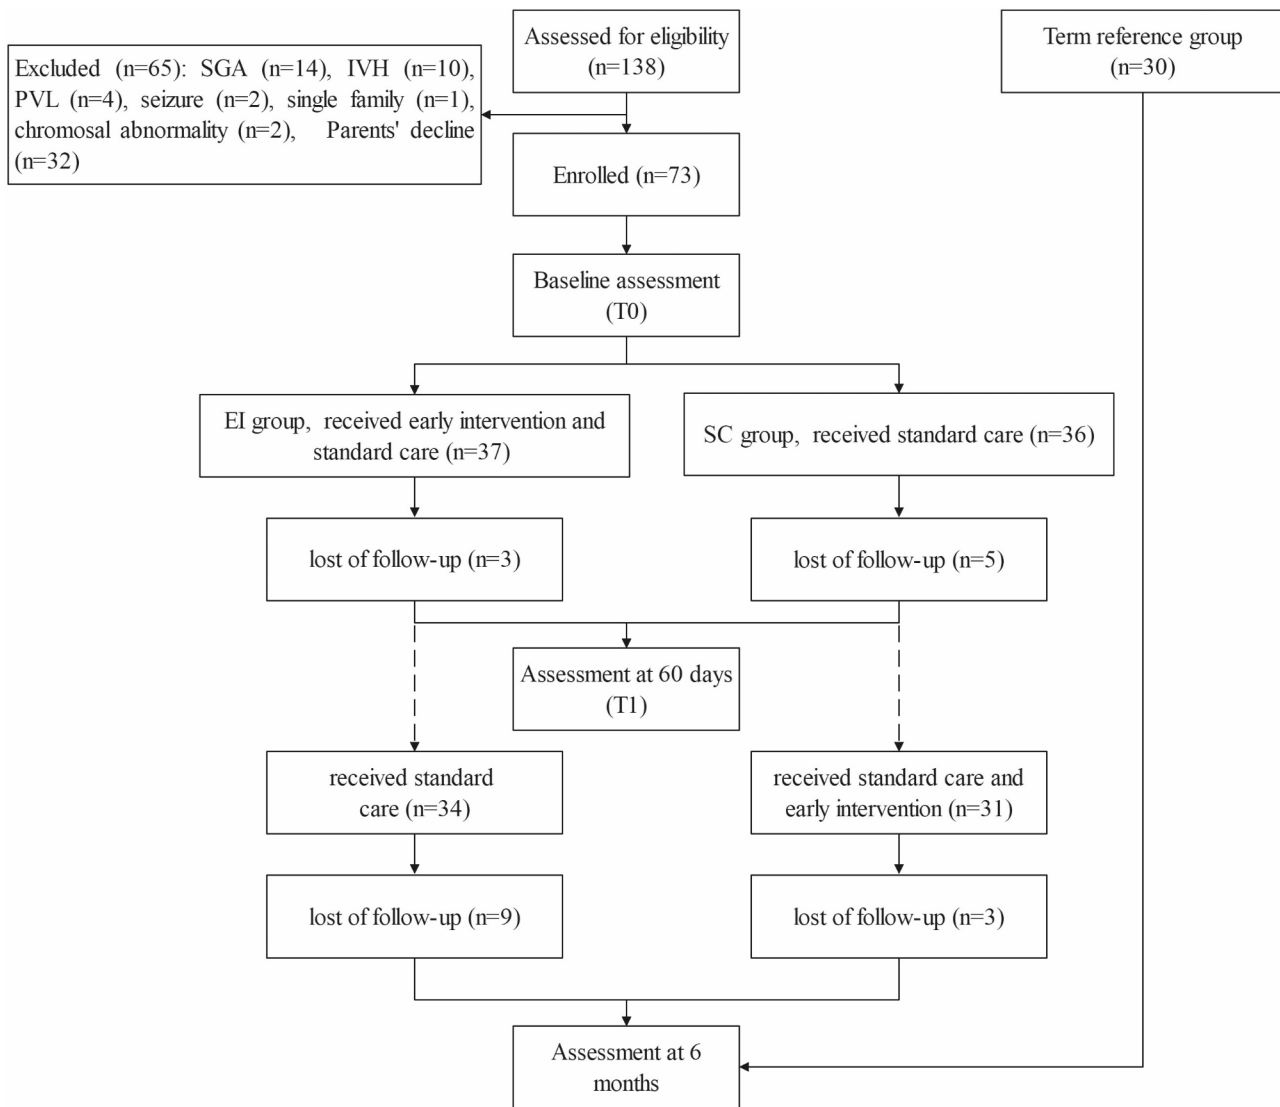 Assessed for eligibility
(n=138)
Term reference group
(n=30)
Excluded (n=65): SGA (n=14), IVH (n=10),
PVL (n=4), seizure (n=2), single family (n=1),
chromosal abnormality (n=2), Parents' decline
(n=32)
Enrolled (n=73)
Baseline assessment
(T0)
EI group, received early intervention and
standard care (n=37)
SC group, received standard care (n=36)
lost of follow-up (n=3)
lost of follow-up (n=5)
Assessment at 60 days
(T1)
received standard
care (n=34)
received standard care and
early intervention (n=31)
lost of follow-up (n=9)
lost of follow-up (n=3)
Assessment at 6
months